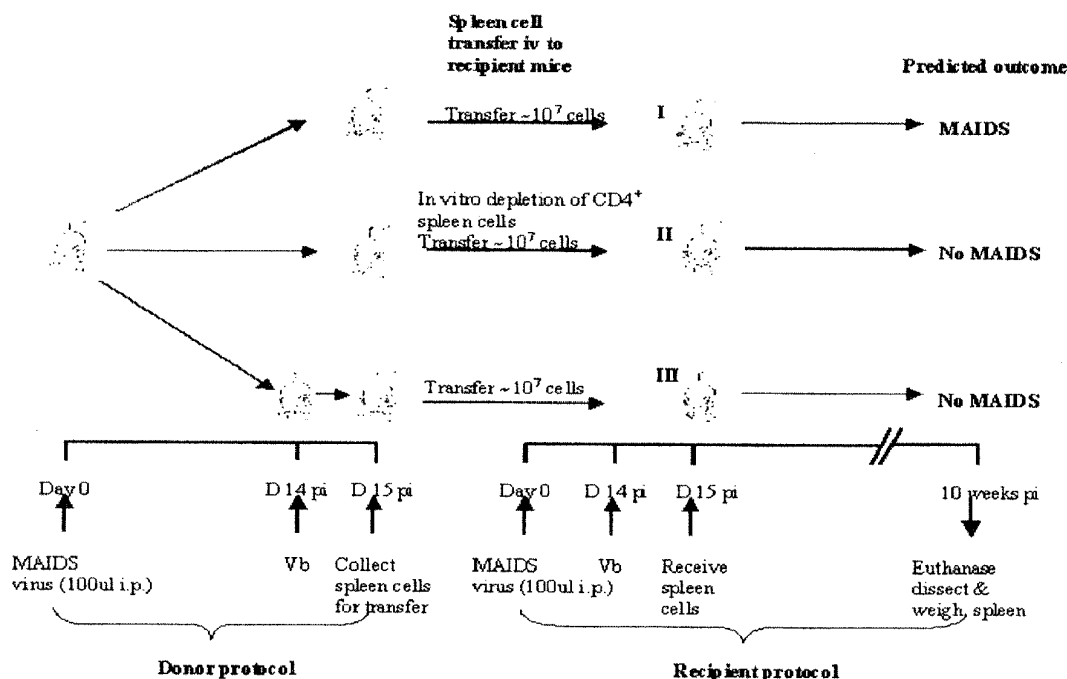 Spleen cell
transfer iv to
recipient mice
Predicted outcome
Transfer ~10⁷ cells
I
MAIDS
In vitro depletion of CD4⁺
spleen cells
Transfer ~10⁷ cells
II
No MAIDS
Transfer ~10⁷ cells
III
No MAIDS
Day 0
D 14 pi
D 15 pi
Day 0
D 14 pi
D 15 pi
10 weeks pi
MAIDS
virus (100ul i.p.)
Vb
Collect
spleen cells
for transfer
MAIDS
virus (100ul i.p.)
Vb
Receive
spleen
cells
Euthanase
dissect &
weigh, spleen
Donor protocol
Recipient protocol